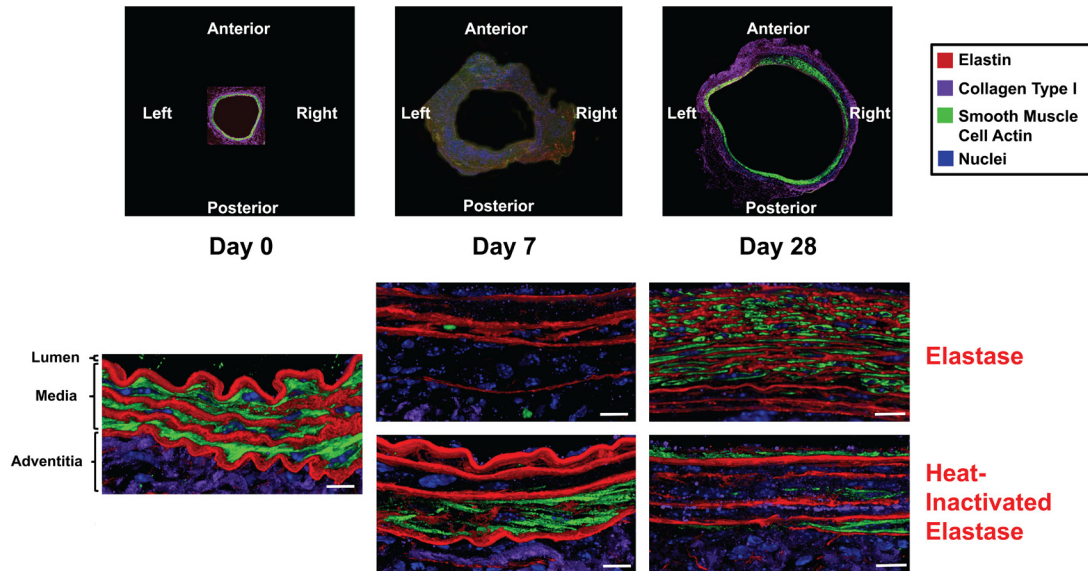 Anterior
Left
Right
Posterior
Day 0
Anterior
Left
Right
Posterior
Day 7
Anterior
Left
Right
Posterior
Day 28
Elastin
Collagen Type I
Smooth Muscle
Cell Actin
Nuclei
Lumen
Media
Adventitia
Elastase
Heat-
Inactivated
Elastase